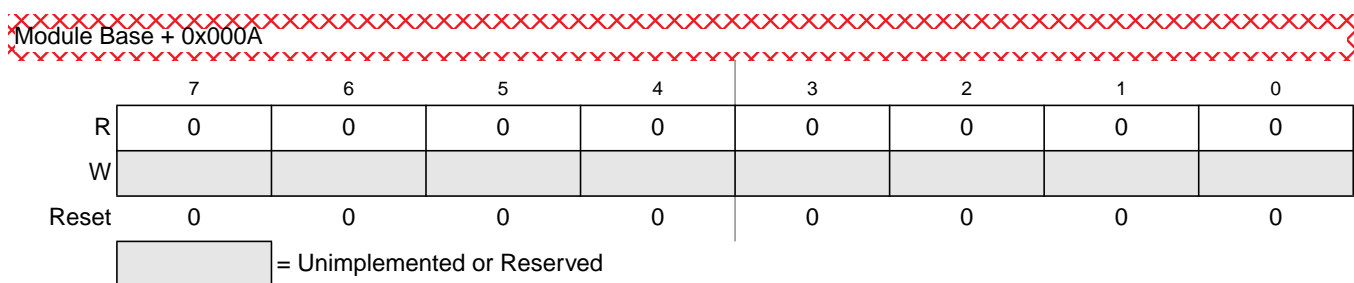 Module Base + 0x000A
7 6 5 4 3 2 1 0
R 0 0 0 0 0 0 0 0
W
Reset 0 0 0 0 0 0 0 0
= Unimplemented or Reserved